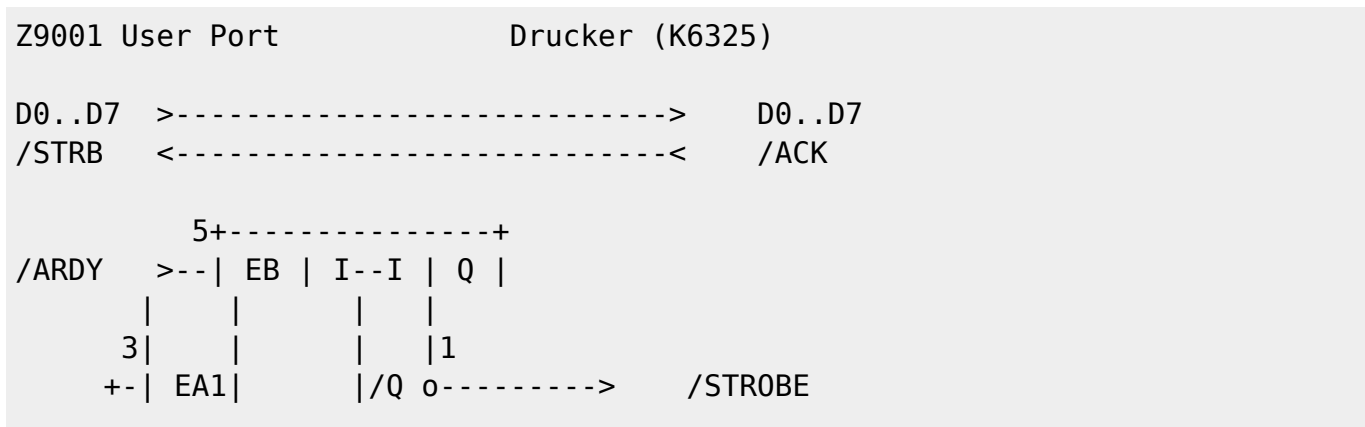 Z9001 User Port                Drucker (K6325)

D0..D7  >---------------------------->    D0..D7
/STRB   <----------------------------<    /ACK

          5+---------------+
/ARDY   >--| EB | I--I | Q |
       |    |       |   |
      3|    |       |   |1
     +-| EA1|       |/Q o--------->    /STROBE